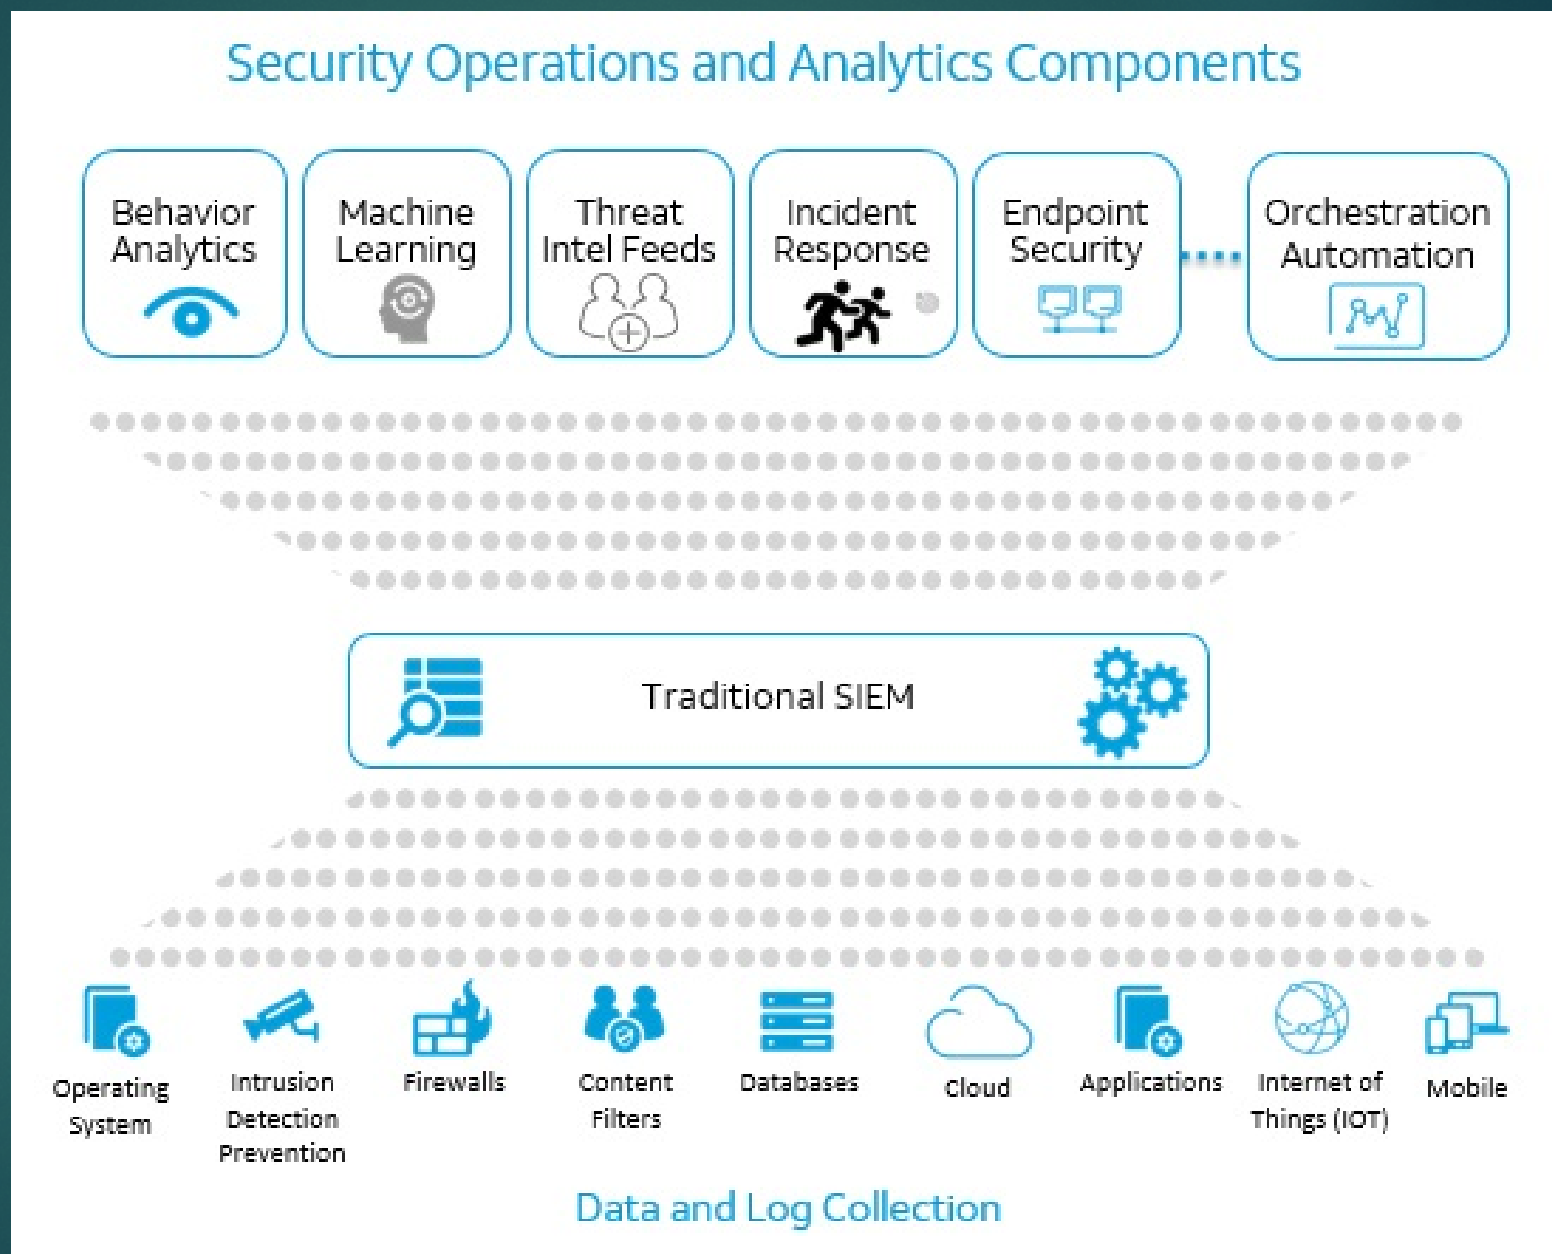 Security Operations and Analytics Components
Behavior
Analytics
Machine
Learning
Threat
Intel Feeds
Incident
Response
Endpoint
Security
Orchestration
Automation
Traditional SIEM
Operating
System
Intrusion
Detection
Prevention
Firewalls
Content
Filters
Databases
Cloud
Applications
Internet of
Things (IOT)
Mobile
Data and Log Collection